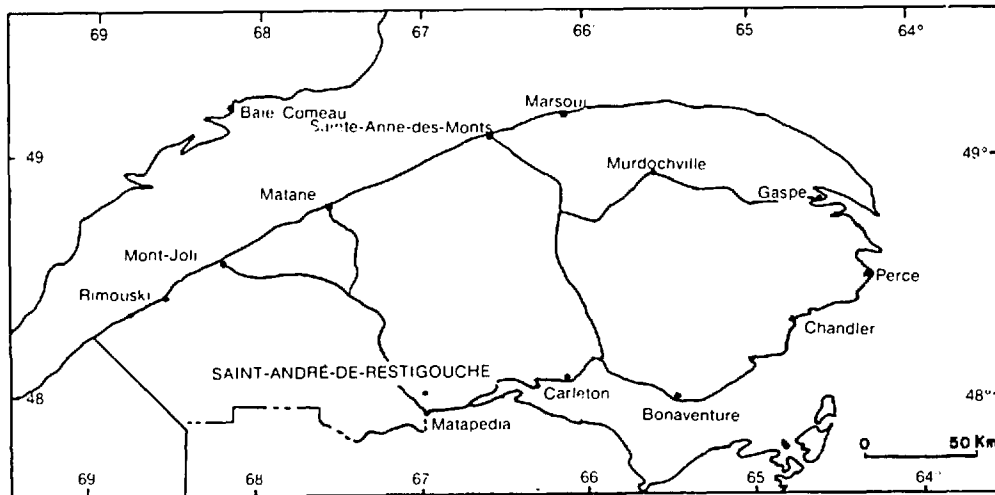 69 68 67 66 65 64°
Marsoui
Baie Comeau
Sainte-Anne-des-Monts
49 49°
Murdochville
Matane
Gaspe
Mont-Joli
Perce
Rimouski
Chandler
SAINT-ANDRÉ-DE-RESTIGOUCHE
48 Carleton 48°
Bonaventure
Matapedia
0 50 Km
69 68 67 66 65 64°